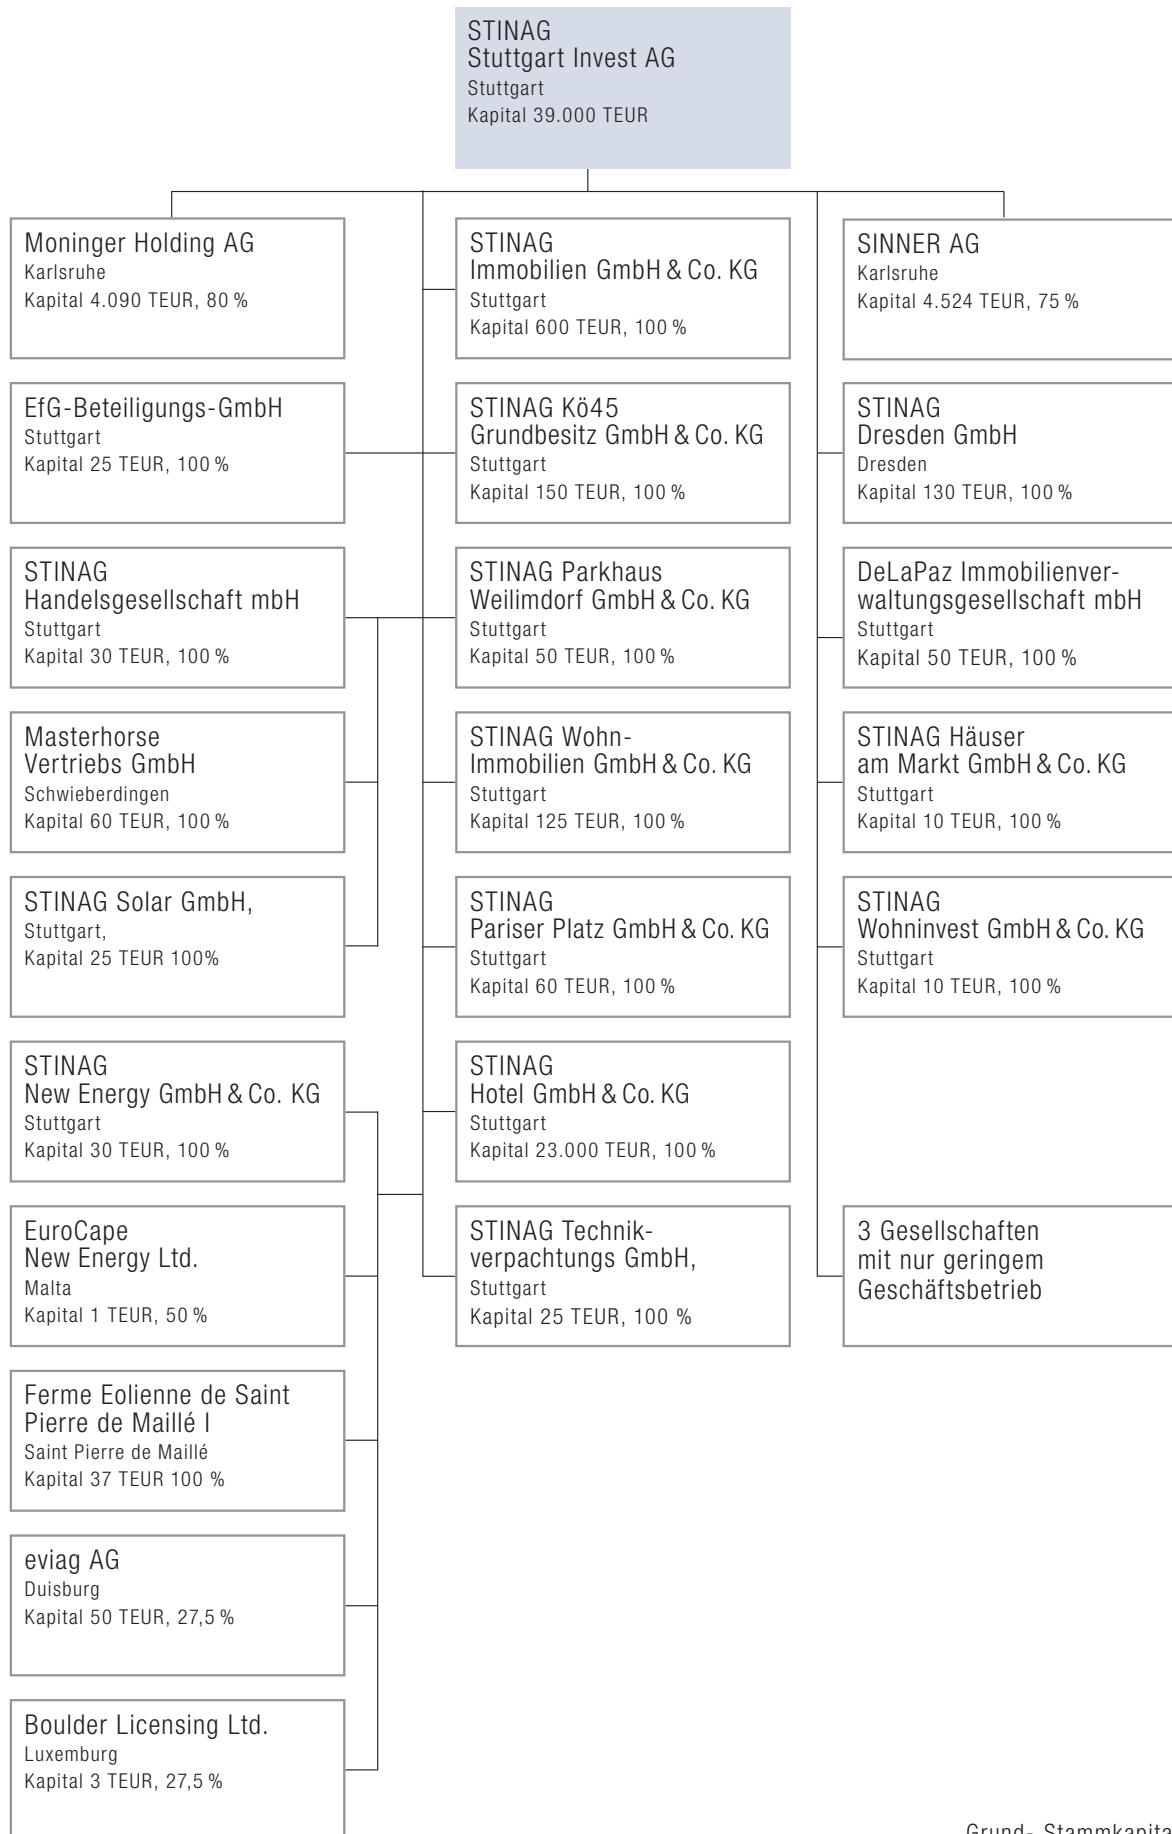 STINAG
Stuttgart Invest AG
Stuttgart
Kapital 39.000 TEUR
Moninger Holding AG
Karlsruhe
Kapital 4.090 TEUR, 80 %
EfG-Beteiligungs-GmbH
Stuttgart
Kapital 25 TEUR, 100 %
STINAG
Handelsgesellschaft mbH
Stuttgart
Kapital 30 TEUR, 100 %
Masterhorse
Vertriebs GmbH
Schwieberdingen
Kapital 60 TEUR, 100 %
STINAG Solar GmbH,
Stuttgart,
Kapital 25 TEUR 100%
STINAG
New Energy GmbH & Co. KG
Stuttgart
Kapital 30 TEUR, 100 %
EuroCape
New Energy Ltd.
Malta
Kapital 1 TEUR, 50 %
Ferme Eolienne de Saint
Pierre de Maillé I
Saint Pierre de Maillé
Kapital 37 TEUR 100 %
eviag AG
Duisburg
Kapital 50 TEUR, 27,5 %
Boulder Licensing Ltd.
Luxemburg
Kapital 3 TEUR, 27,5 %
STINAG
Immobilien GmbH & Co. KG
Stuttgart
Kapital 600 TEUR, 100 %
STINAG Kö45
Grundbesitz GmbH & Co. KG
Stuttgart
Kapital 150 TEUR, 100 %
STINAG Parkhaus
Weilimdorf GmbH & Co. KG
Stuttgart
Kapital 50 TEUR, 100 %
STINAG Wohn-
Immobilien GmbH & Co. KG
Stuttgart
Kapital 125 TEUR, 100 %
STINAG
Pariser Platz GmbH & Co. KG
Stuttgart
Kapital 60 TEUR, 100 %
STINAG
Hotel GmbH & Co. KG
Stuttgart
Kapital 23.000 TEUR, 100 %
STINAG Technik-
verpachtungs GmbH,
Stuttgart
Kapital 25 TEUR, 100 %
SINNER AG
Karlsruhe
Kapital 4.524 TEUR, 75 %
STINAG
Dresden GmbH
Dresden
Kapital 130 TEUR, 100 %
DeLaPaz Immobilienver-
waltungsgesellschaft mbH
Stuttgart
Kapital 50 TEUR, 100 %
STINAG Häuser
am Markt GmbH & Co. KG
Stuttgart
Kapital 10 TEUR, 100 %
STINAG
Wohninvest GmbH & Co. KG
Stuttgart
Kapital 10 TEUR, 100 %
3 Gesellschaften
mit nur geringem
Geschäftsbetrieb
Grund- Stammkapita